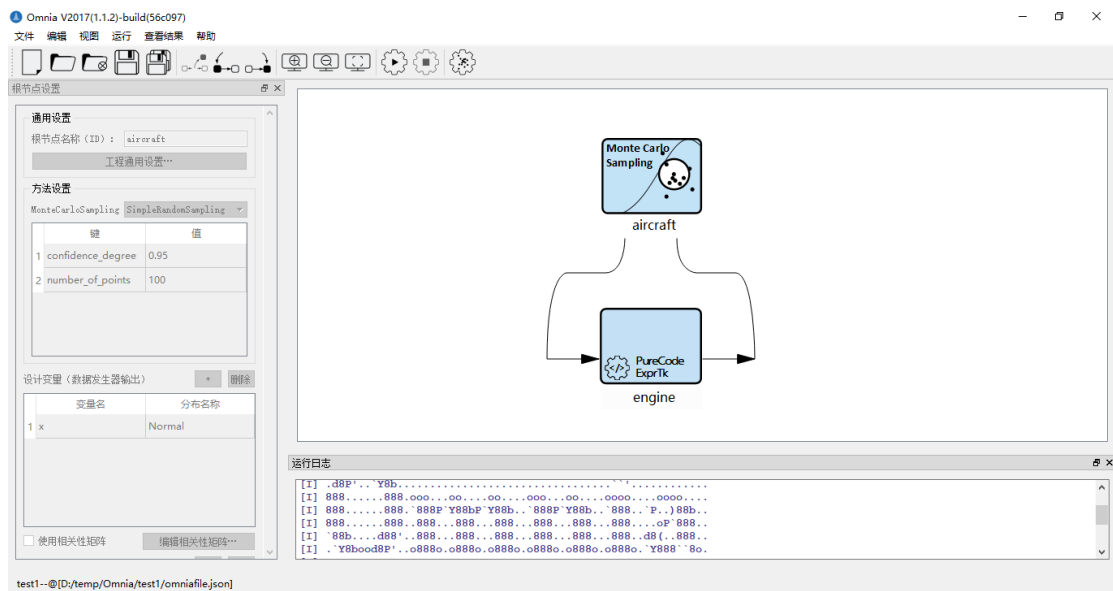 Omnia V2017(1.1.2)-build(56c097)
文件 编辑 视图 运行 查看结果 帮助
根节点设置
通用设置
根节点名称（ID）： aircraft
工程通用设置…
方法设置
MonteCarloSampling SimpleRandomSampling
键 值
1 confidence_degree 0.95
2 number_of_points 100
设计变量（数据发生器输出） + 删除
变量名 分布名称
1 x Normal
使用相关性矩阵 编辑相关性矩阵…
Monte Carlo
Sampling
aircraft
PureCode
ExprTk
engine
运行日志
[I] .d8P'..`Y8b................................``'............
[I] 888......888.ooo...oo....oo....ooo...oo....oooo....oooo....
[I] 888......888.`888P`Y88bP`Y88b..`888P`Y88b..`888..`P..)88b..
[I] 888......888..888...888...888...888...888...888....oP`888..
[I] `88b....d88'..888...888...888...888...888...888..d8(..888...
[I] .`Y8bood8P'..o888o.o888o.o888o.o888o.o888o.`Y888``8o.
test1--@[D:/temp/Omnia/test1/omniafile.json]